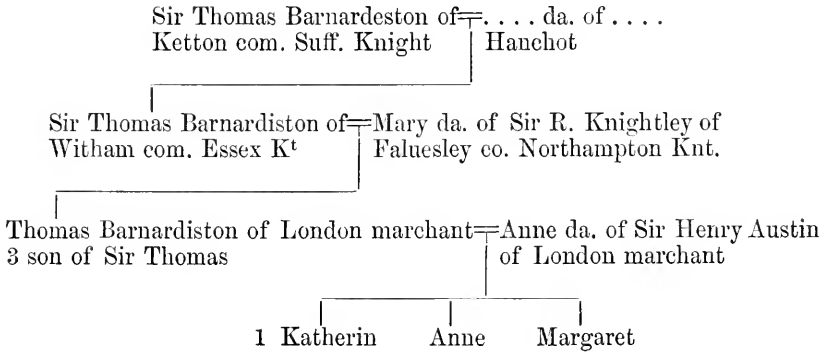 Sir Thomas Barnardeston of=. . . . da. of . . . .
Ketton com. Suff. Knight Hanchot
Sir Thomas Barnardiston of=Mary da. of Sir R. Knightley of
Witham com. Essex Kᵗ Faluesley co. Northampton Knt.
Thomas Barnardiston of London marchant=Anne da. of Sir Henry Austin
3 son of Sir Thomas of London marchant
1 Katherin Anne Margaret